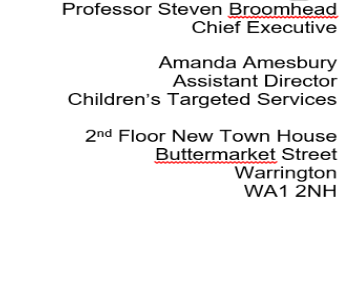 Professor Steven Broomhead
Chief Executive
Amanda Amesbury
Assistant Director
Children's Targeted Services
2nd Floor New Town House
Buttermarket Street
Warrington
WA1 2NH